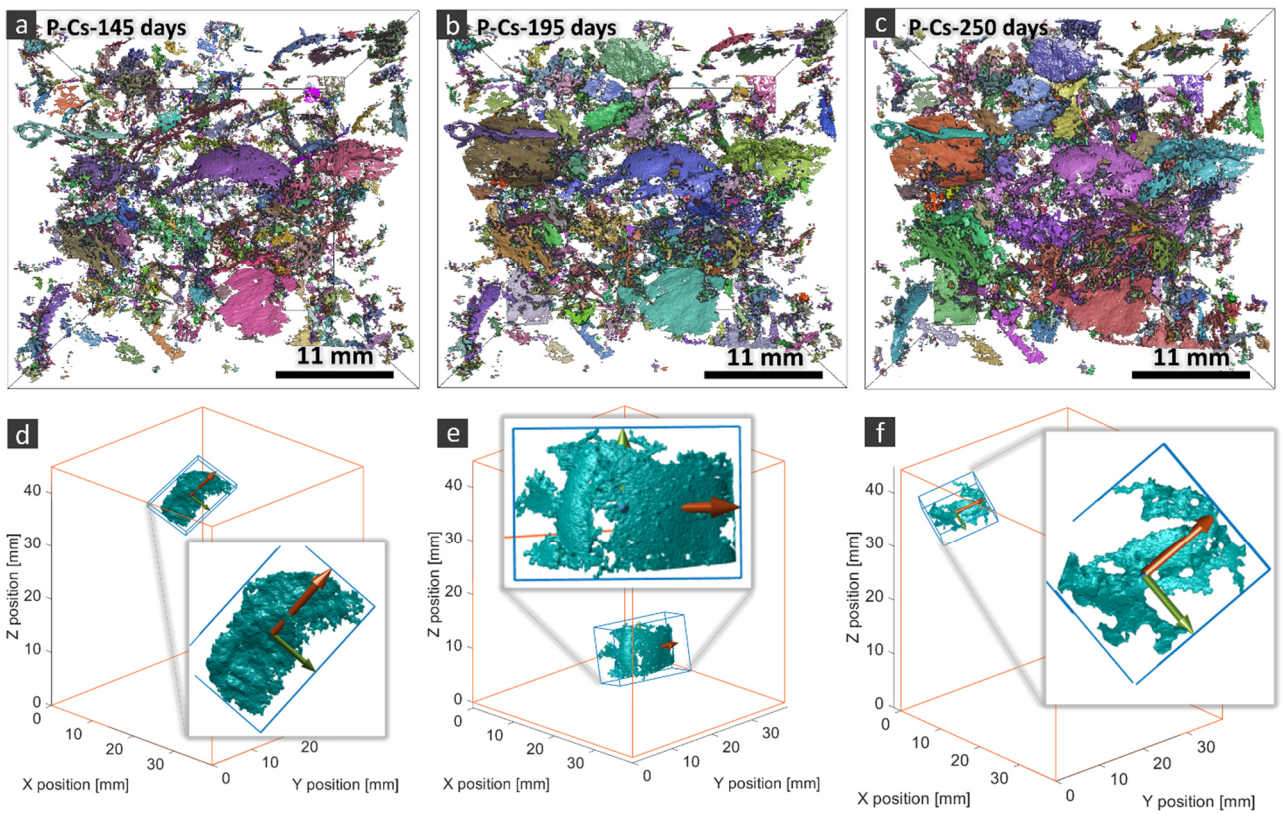 a P-Cs-145 days
b P-Cs-195 days
c P-Cs-250 days
11 mm
11 mm
11 mm
d
e
f
Z position [mm]
40
30
20
10
0
0
10
20
30
X position [mm]
0
10
20
Y position [mm]
Z position [mm]
40
30
20
10
0
0
10
20
30
X position [mm]
0
10
20
30
Y position [mm]
Z position [mm]
40
30
20
10
0
0
10
20
30
X position [mm]
0
10
20
30
Y position [mm]